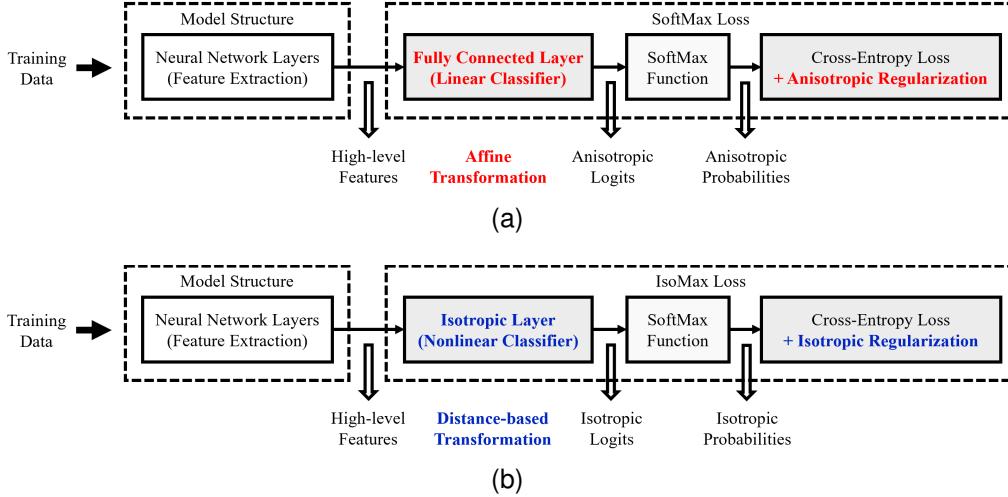 Model Structure
SoftMax Loss
Training
Data
Neural Network Layers
(Feature Extraction)
Fully Connected Layer
(Linear Classifier)
SoftMax
Function
Cross-Entropy Loss
+ Anisotropic Regularization
High-level
Features
Affine
Transformation
Anisotropic
Logits
Anisotropic
Probabilities
(a)
Model Structure
IsoMax Loss
Training
Data
Neural Network Layers
(Feature Extraction)
Isotropic Layer
(Nonlinear Classifier)
SoftMax
Function
Cross-Entropy Loss
+ Isotropic Regularization
High-level
Features
Distance-based
Transformation
Isotropic
Logits
Isotropic
Probabilities
(b)